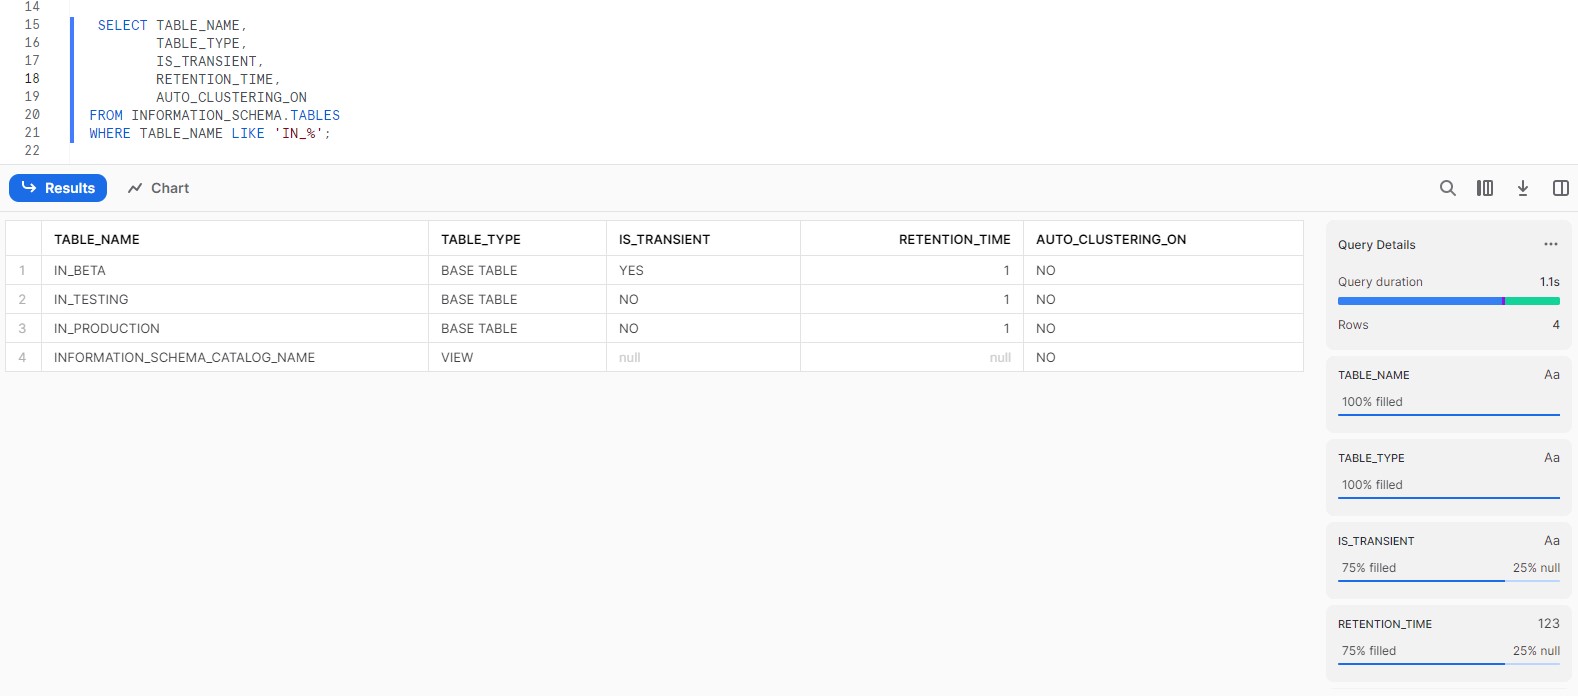 14
15 SELECT TABLE_NAME,
16 TABLE_TYPE,
17 IS_TRANSIENT,
18 RETENTION_TIME,
19 AUTO_CLUSTERING_ON
20 FROM INFORMATION_SCHEMA.TABLES
21 WHERE TABLE_NAME LIKE 'IN_%';
22
Results Chart
TABLE_NAME TABLE_TYPE IS_TRANSIENT RETENTION_TIME AUTO_CLUSTERING_ON
1 IN_BETA BASE TABLE YES 1 NO
2 IN_TESTING BASE TABLE NO 1 NO
3 IN_PRODUCTION BASE TABLE NO 1 NO
4 INFORMATION_SCHEMA_CATALOG_NAME VIEW null null NO
Query Details ...
Query duration 1.1s
Rows 4
TABLE_NAME Aa
100% filled
TABLE_TYPE Aa
100% filled
IS_TRANSIENT Aa
75% filled 25% null
RETENTION_TIME 123
75% filled 25% null